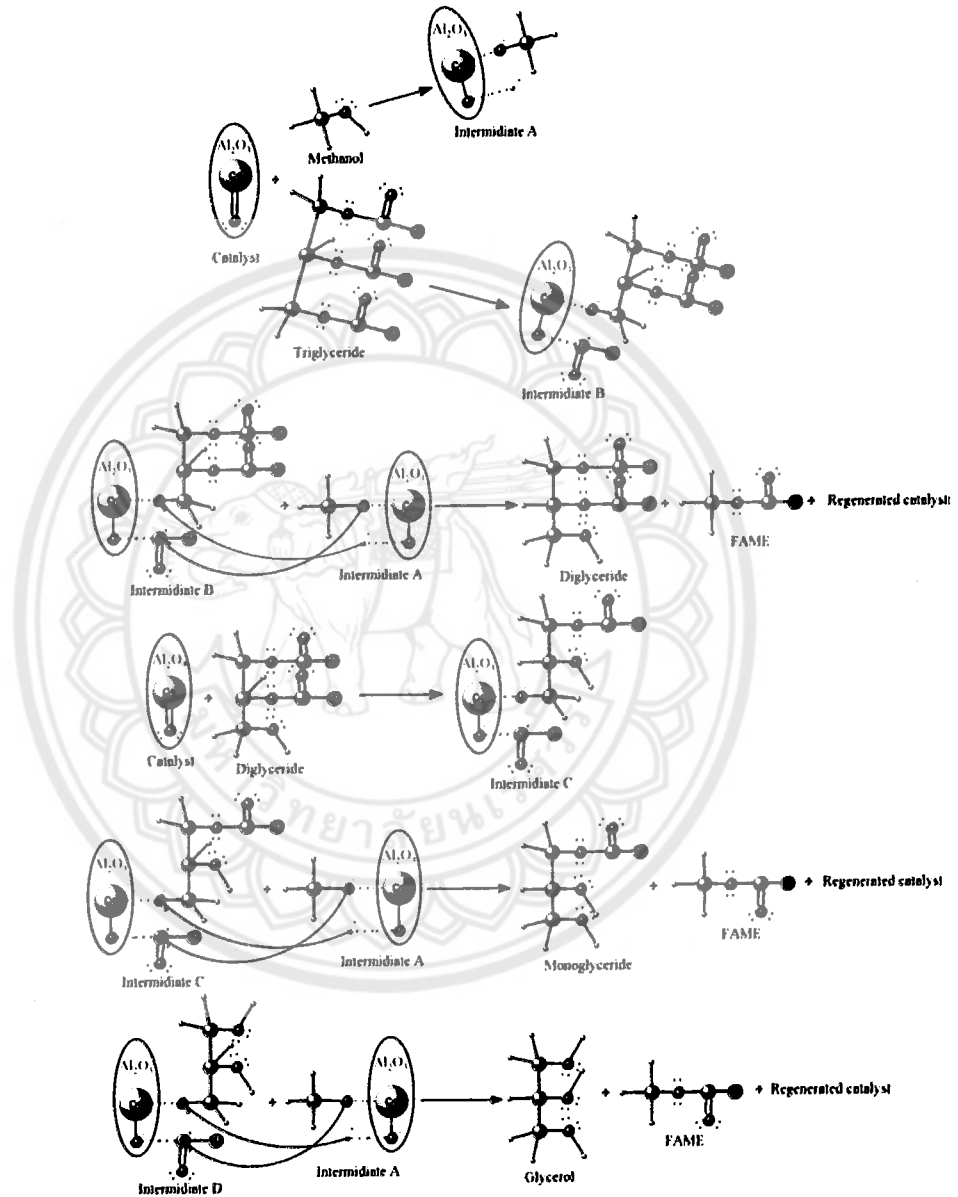 Al₂O₃
Intermidiate A
Methanol
Al₂O₃
+
Catalyst
Triglyceride
Al₂O₃
Intermidiate B
Al₂O₃
+
Al₂O₃
+
+ Regenerated catalyst
FAME
Diglyceride
Intermidiate B
Intermidiate A
Al₂O₃
+
Al₂O₃
Catalyst
Diglyceride
Intermidiate C
Al₂O₃
+
Al₂O₃
+
+ Regenerated catalyst
FAME
Intermidiate C
Intermidiate A
Monoglyceride
Al₂O₃
+
Al₂O₃
+
+ Regenerated catalyst
FAME
Intermidiate D
Intermidiate A
Glycerol